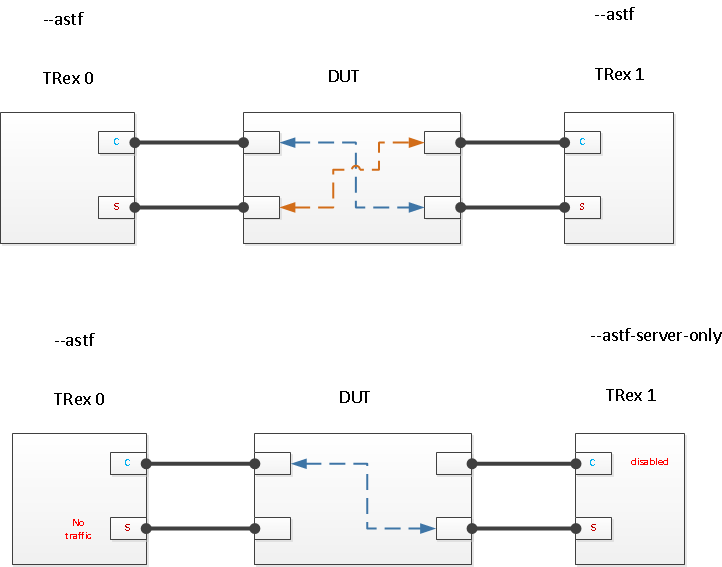 --astf
--astf
TRex 0
DUT
TRex 1
C
C
S
S
--astf
--astf-server-only
TRex 0
DUT
TRex 1
C
C
disabled
No
traffic
S
S